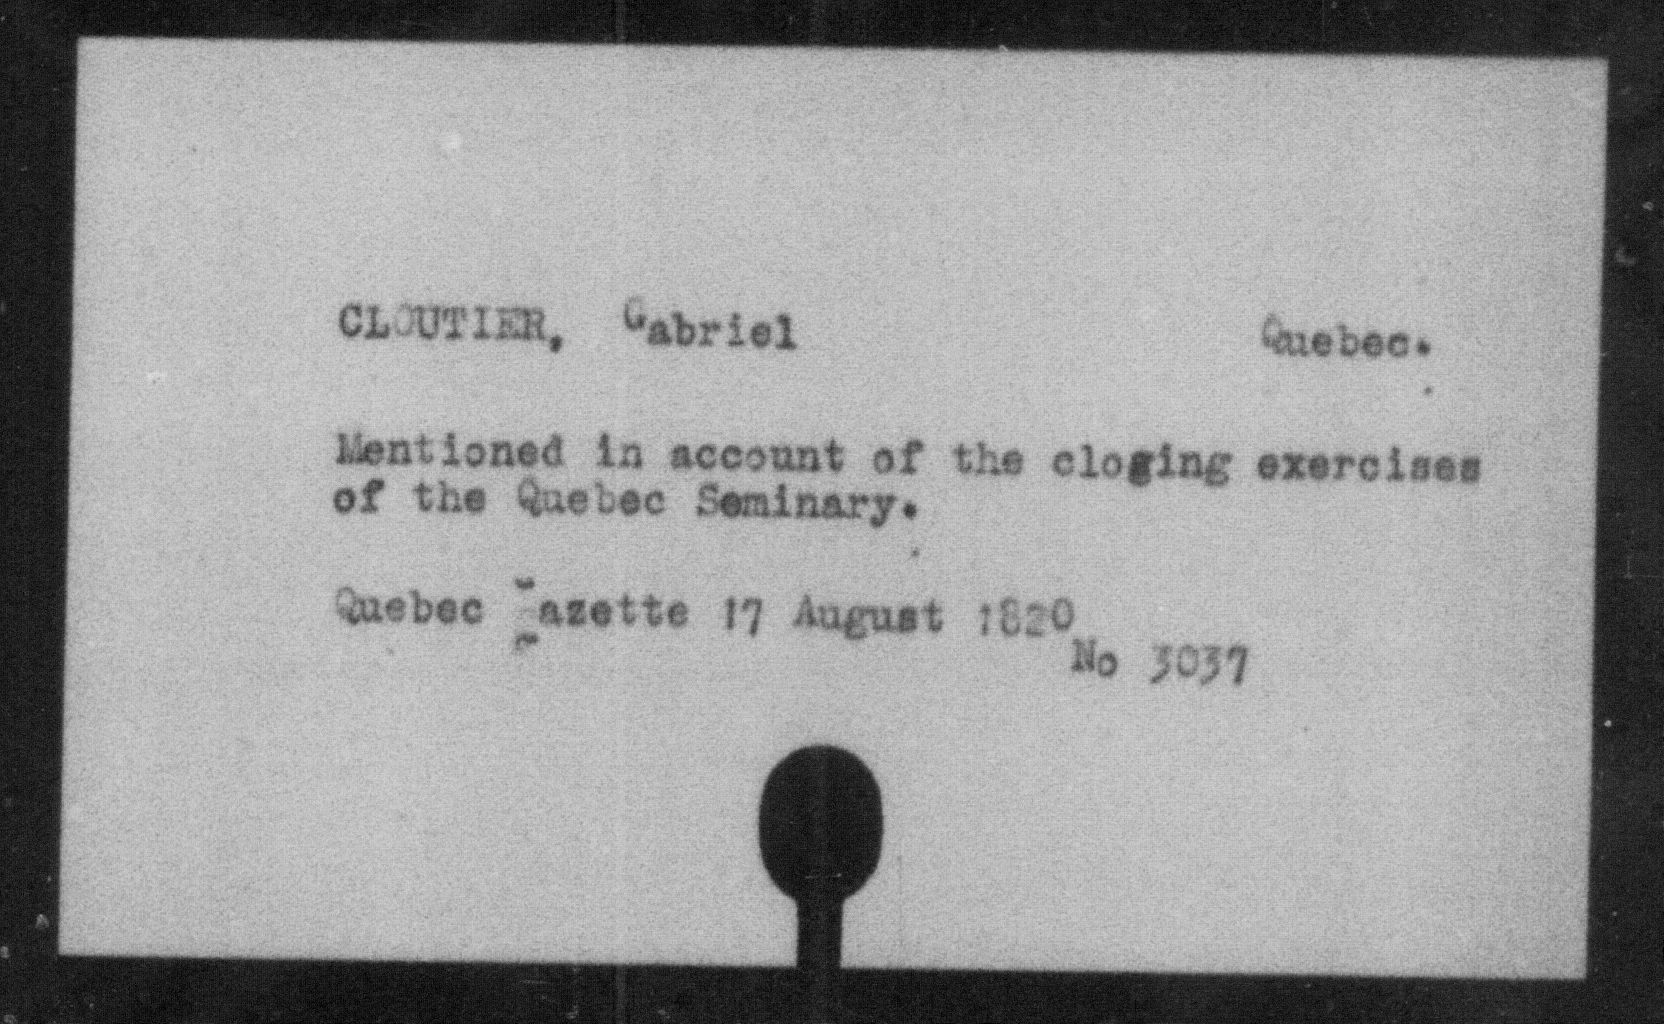 CLOUTIER, Gabriel Quebec.
Mentioned in account of the closing exercises
of the Quebec Seminary.
Quebec Gazette 17 August 1820
No 3037